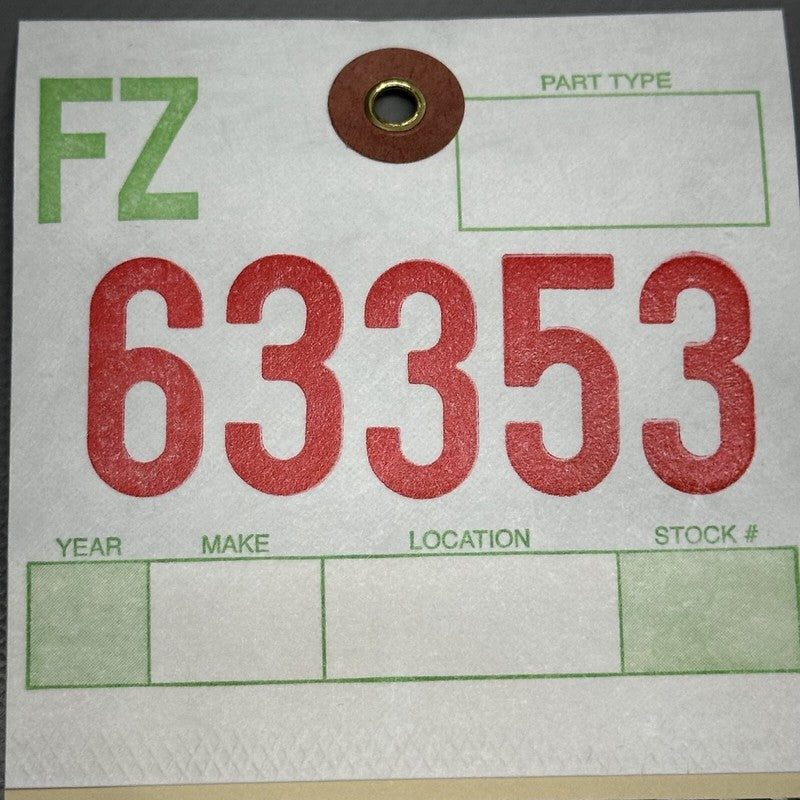 FZ
PART TYPE
63353
YEAR MAKE LOCATION STOCK #